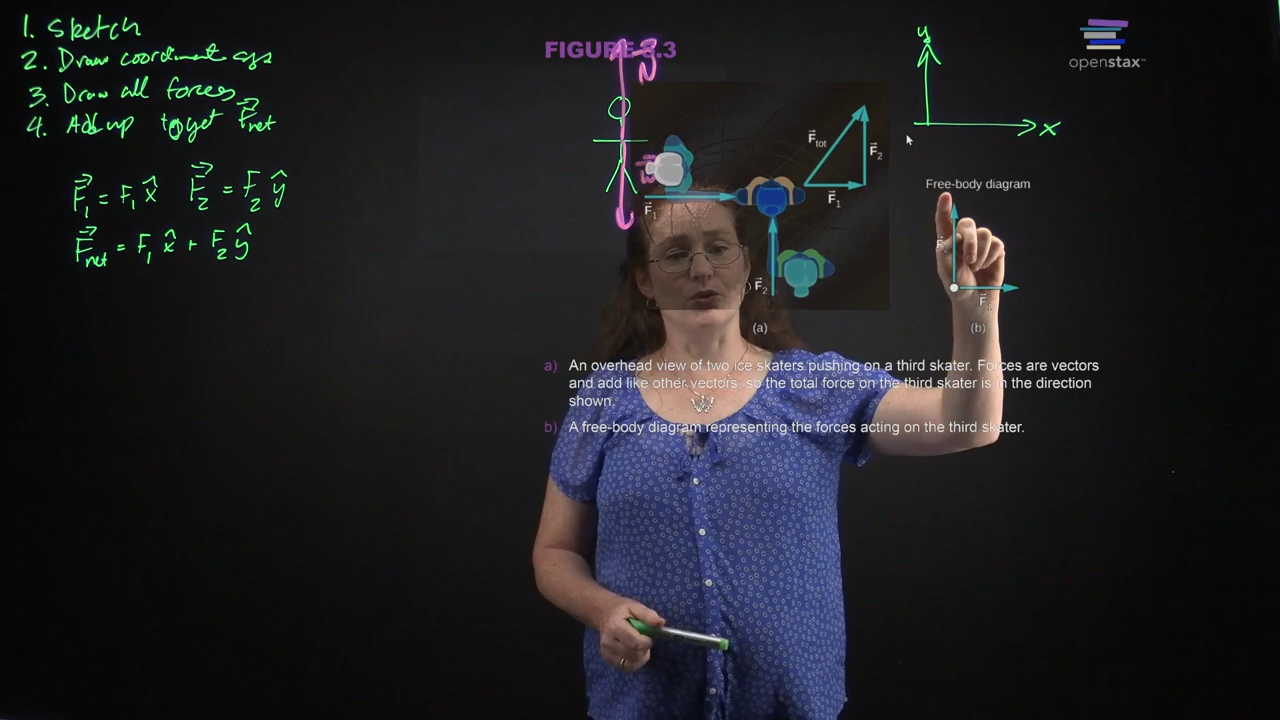 1. Sketch
2. Draw coordinate sys
3. Draw all forces
4. Add up to get F⃗net
F⃗1 = F1 x̂ F⃗2 = F2 ŷ
F⃗net = F1 x̂ + F2 ŷ
FIGURE 3
N⃗
w⃗
F⃗1
F⃗2
F⃗tot
F⃗2
F⃗1
(a)
y
x
openstax™
Free-body diagram
F⃗
(b)
a) An overhead view of two ice skaters pushing on a third skater. Forces are vectors
and add like other vectors, so the total force on the third skater is in the direction
shown.
b) A free-body diagram representing the forces acting on the third skater.